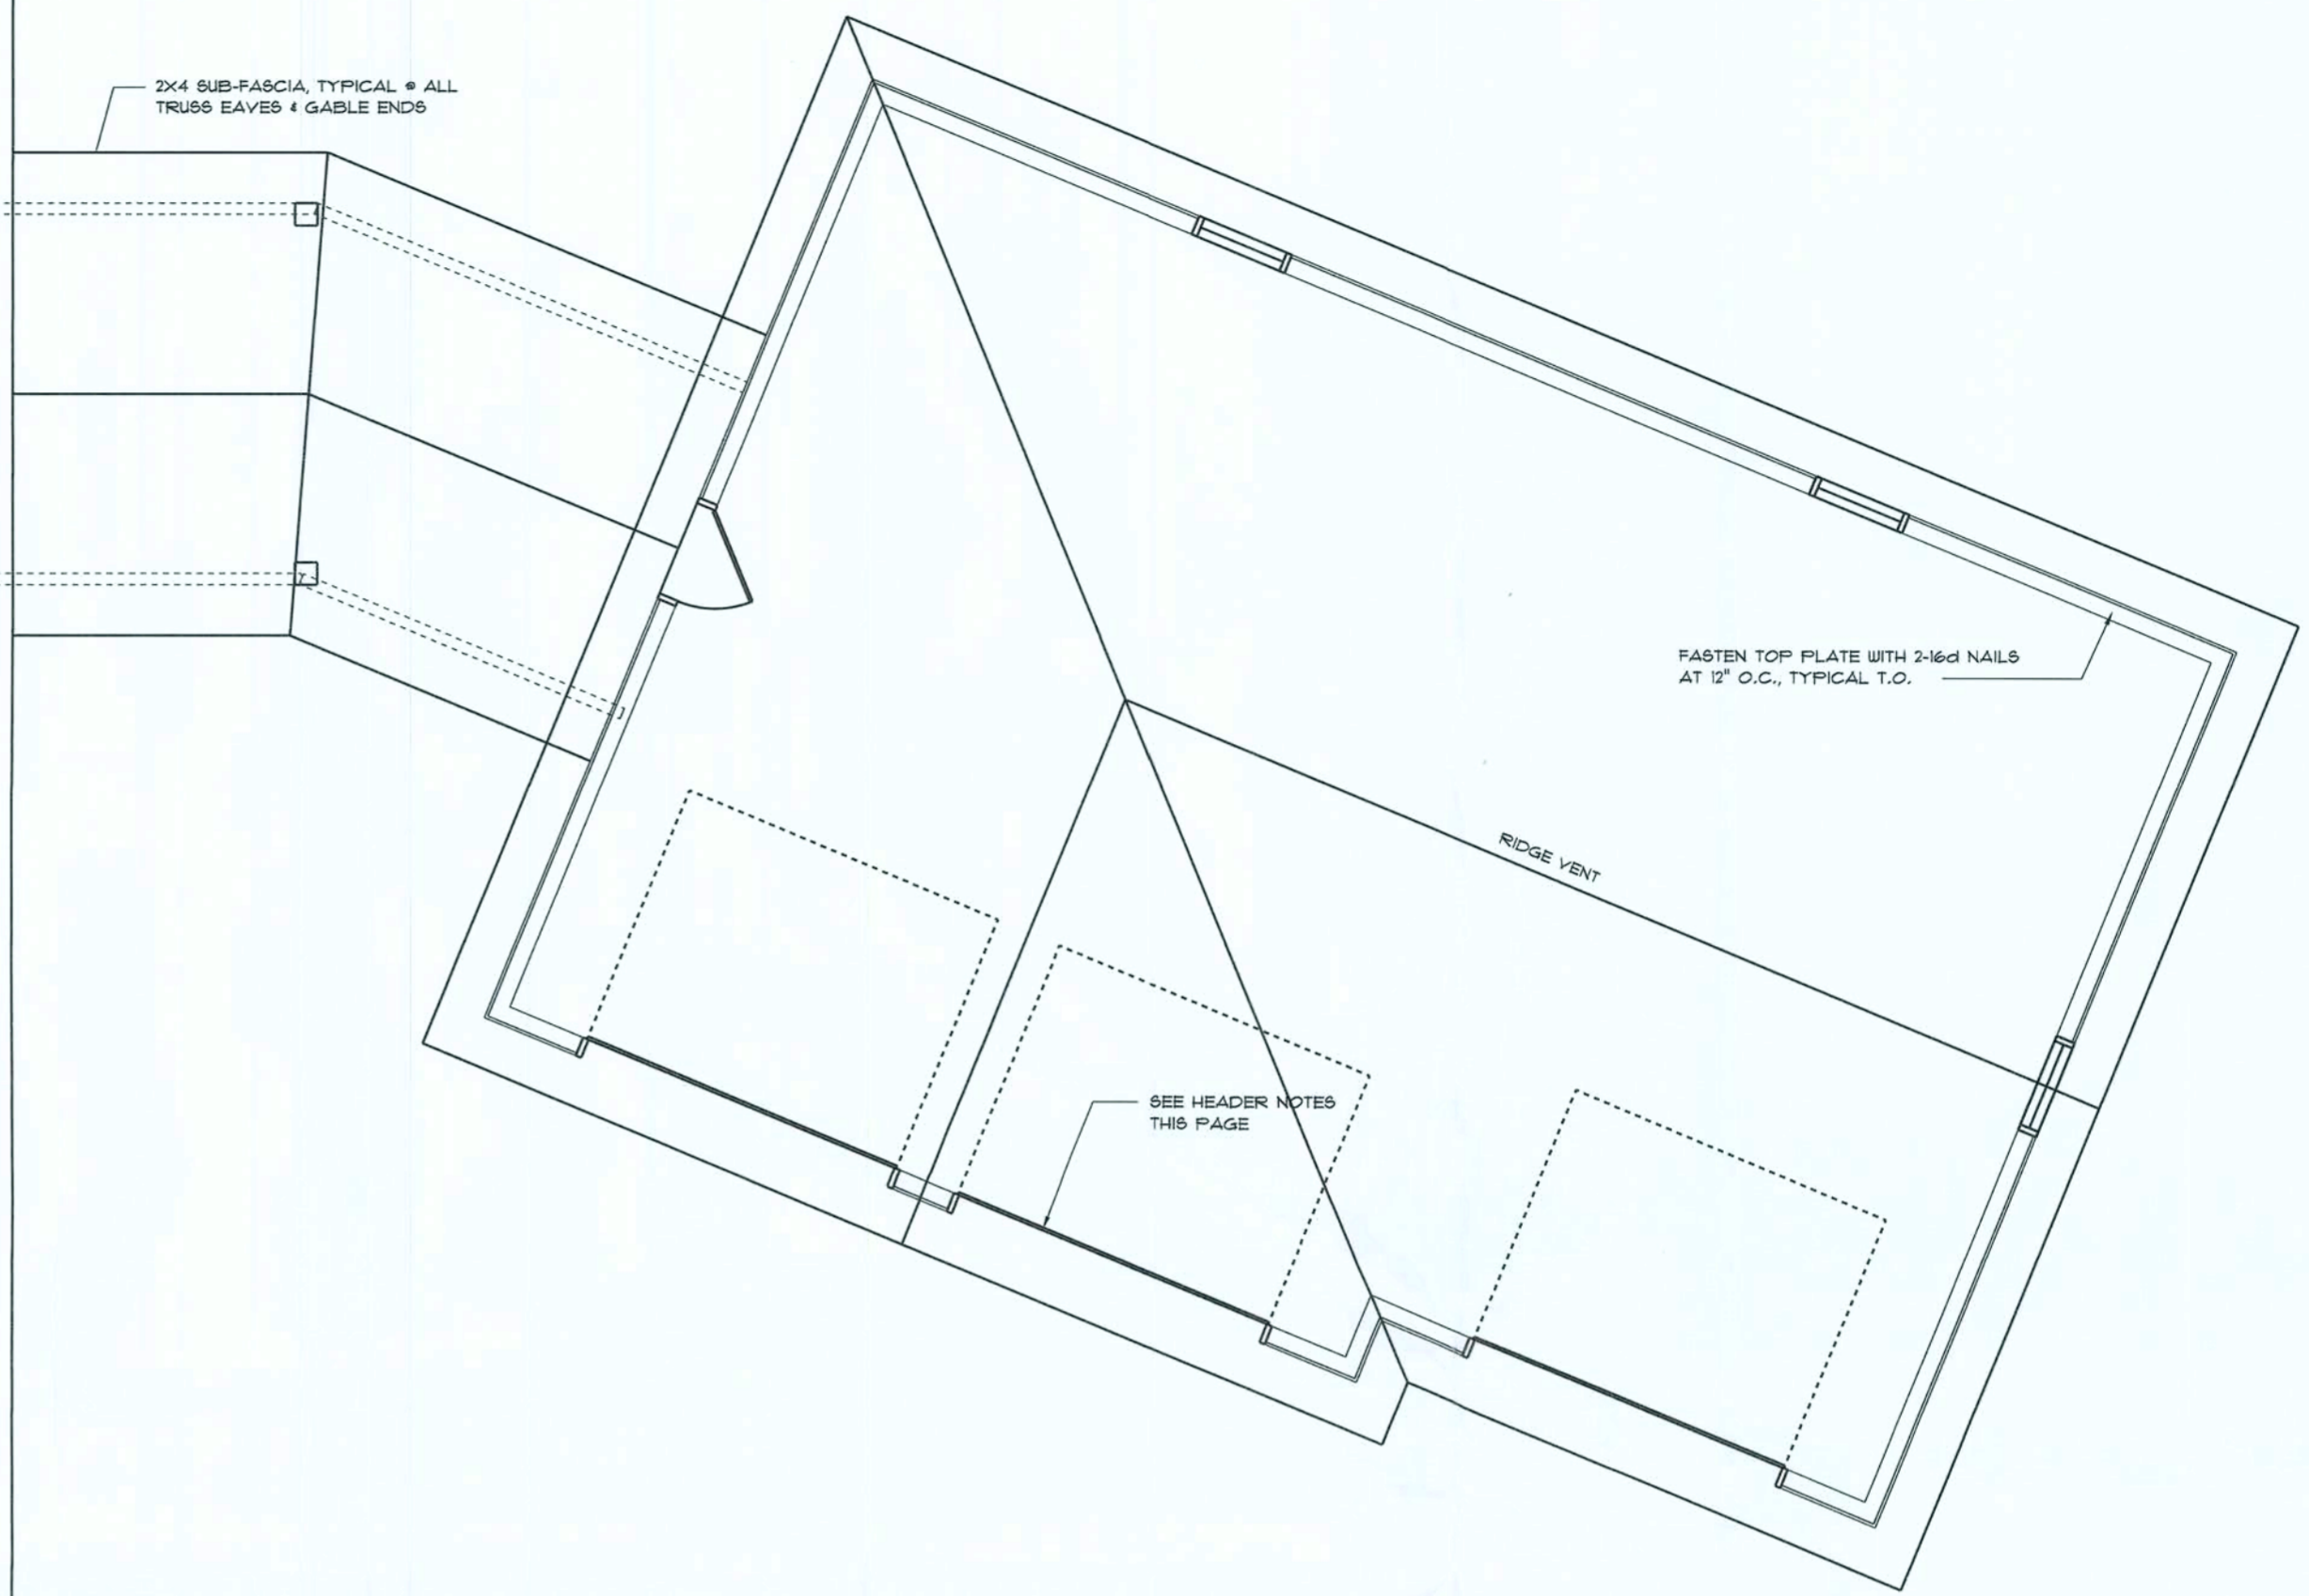 2X4 SUB-FASCIA, TYPICAL @ ALL
TRUSS EAVES & GABLE ENDS
FASTEN TOP PLATE WITH 2-16d NAILS
AT 12" O.C., TYPICAL T.O.
RIDGE VENT
SEE HEADER NOTES
THIS PAGE